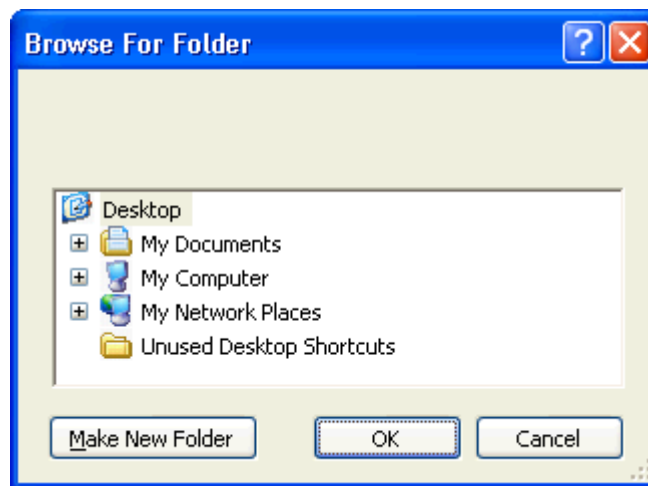 Browse For Folder
Desktop
My Documents
My Computer
My Network Places
Unused Desktop Shortcuts
Make New Folder OK Cancel